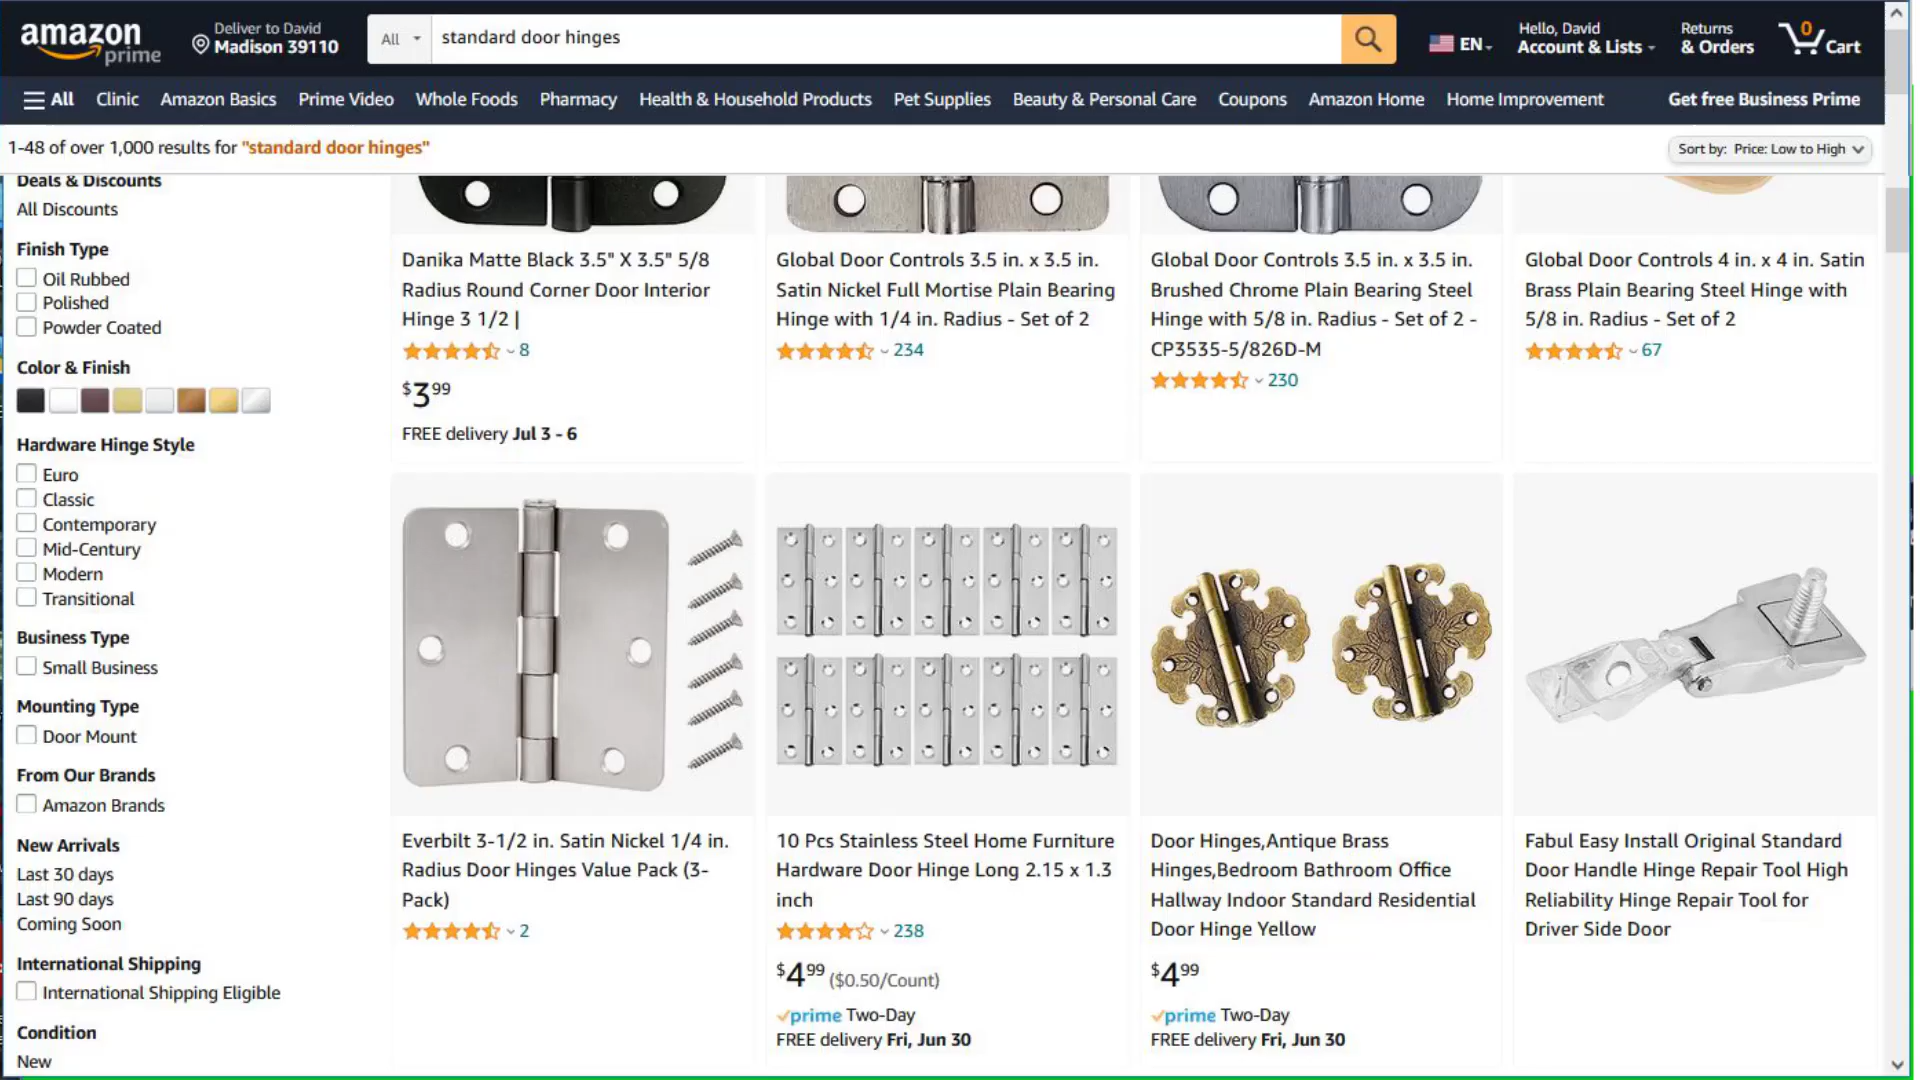 amazon
prime
Deliver to David
Madison 39110
All
standard door hinges
EN
Hello, David
Account & Lists
Returns
& Orders
0
Cart
All
Clinic
Amazon Basics
Prime Video
Whole Foods
Pharmacy
Health & Household Products
Pet Supplies
Beauty & Personal Care
Coupons
Amazon Home
Home Improvement
Get free Business Prime
1-48 of over 1,000 results for "standard door hinges"
Sort by: Price: Low to High
Deals & Discounts
All Discounts
Finish Type
Oil Rubbed
Polished
Powder Coated
Color & Finish
Hardware Hinge Style
Euro
Classic
Contemporary
Mid-Century
Modern
Transitional
Business Type
Small Business
Mounting Type
Door Mount
From Our Brands
Amazon Brands
New Arrivals
Last 30 days
Last 90 days
Coming Soon
International Shipping
International Shipping Eligible
Condition
New
Danika Matte Black 3.5" X 3.5" 5/8
Radius Round Corner Door Interior
Hinge 3 1/2 |
8
$3.99
FREE delivery Jul 3 - 6
Global Door Controls 3.5 in. x 3.5 in.
Satin Nickel Full Mortise Plain Bearing
Hinge with 1/4 in. Radius - Set of 2
234
Global Door Controls 3.5 in. x 3.5 in.
Brushed Chrome Plain Bearing Steel
Hinge with 5/8 in. Radius - Set of 2 -
CP3535-5/826D-M
230
Global Door Controls 4 in. x 4 in. Satin
Brass Plain Bearing Steel Hinge with
5/8 in. Radius - Set of 2
67
Everbilt 3-1/2 in. Satin Nickel 1/4 in.
Radius Door Hinges Value Pack (3-
Pack)
2
10 Pcs Stainless Steel Home Furniture
Hardware Door Hinge Long 2.15 x 1.3
inch
238
$4.99 ($0.50/Count)
prime Two-Day
FREE delivery Fri, Jun 30
Door Hinges,Antique Brass
Hinges,Bedroom Bathroom Office
Hallway Indoor Standard Residential
Door Hinge Yellow
$4.99
prime Two-Day
FREE delivery Fri, Jun 30
Fabul Easy Install Original Standard
Door Handle Hinge Repair Tool High
Reliability Hinge Repair Tool for
Driver Side Door